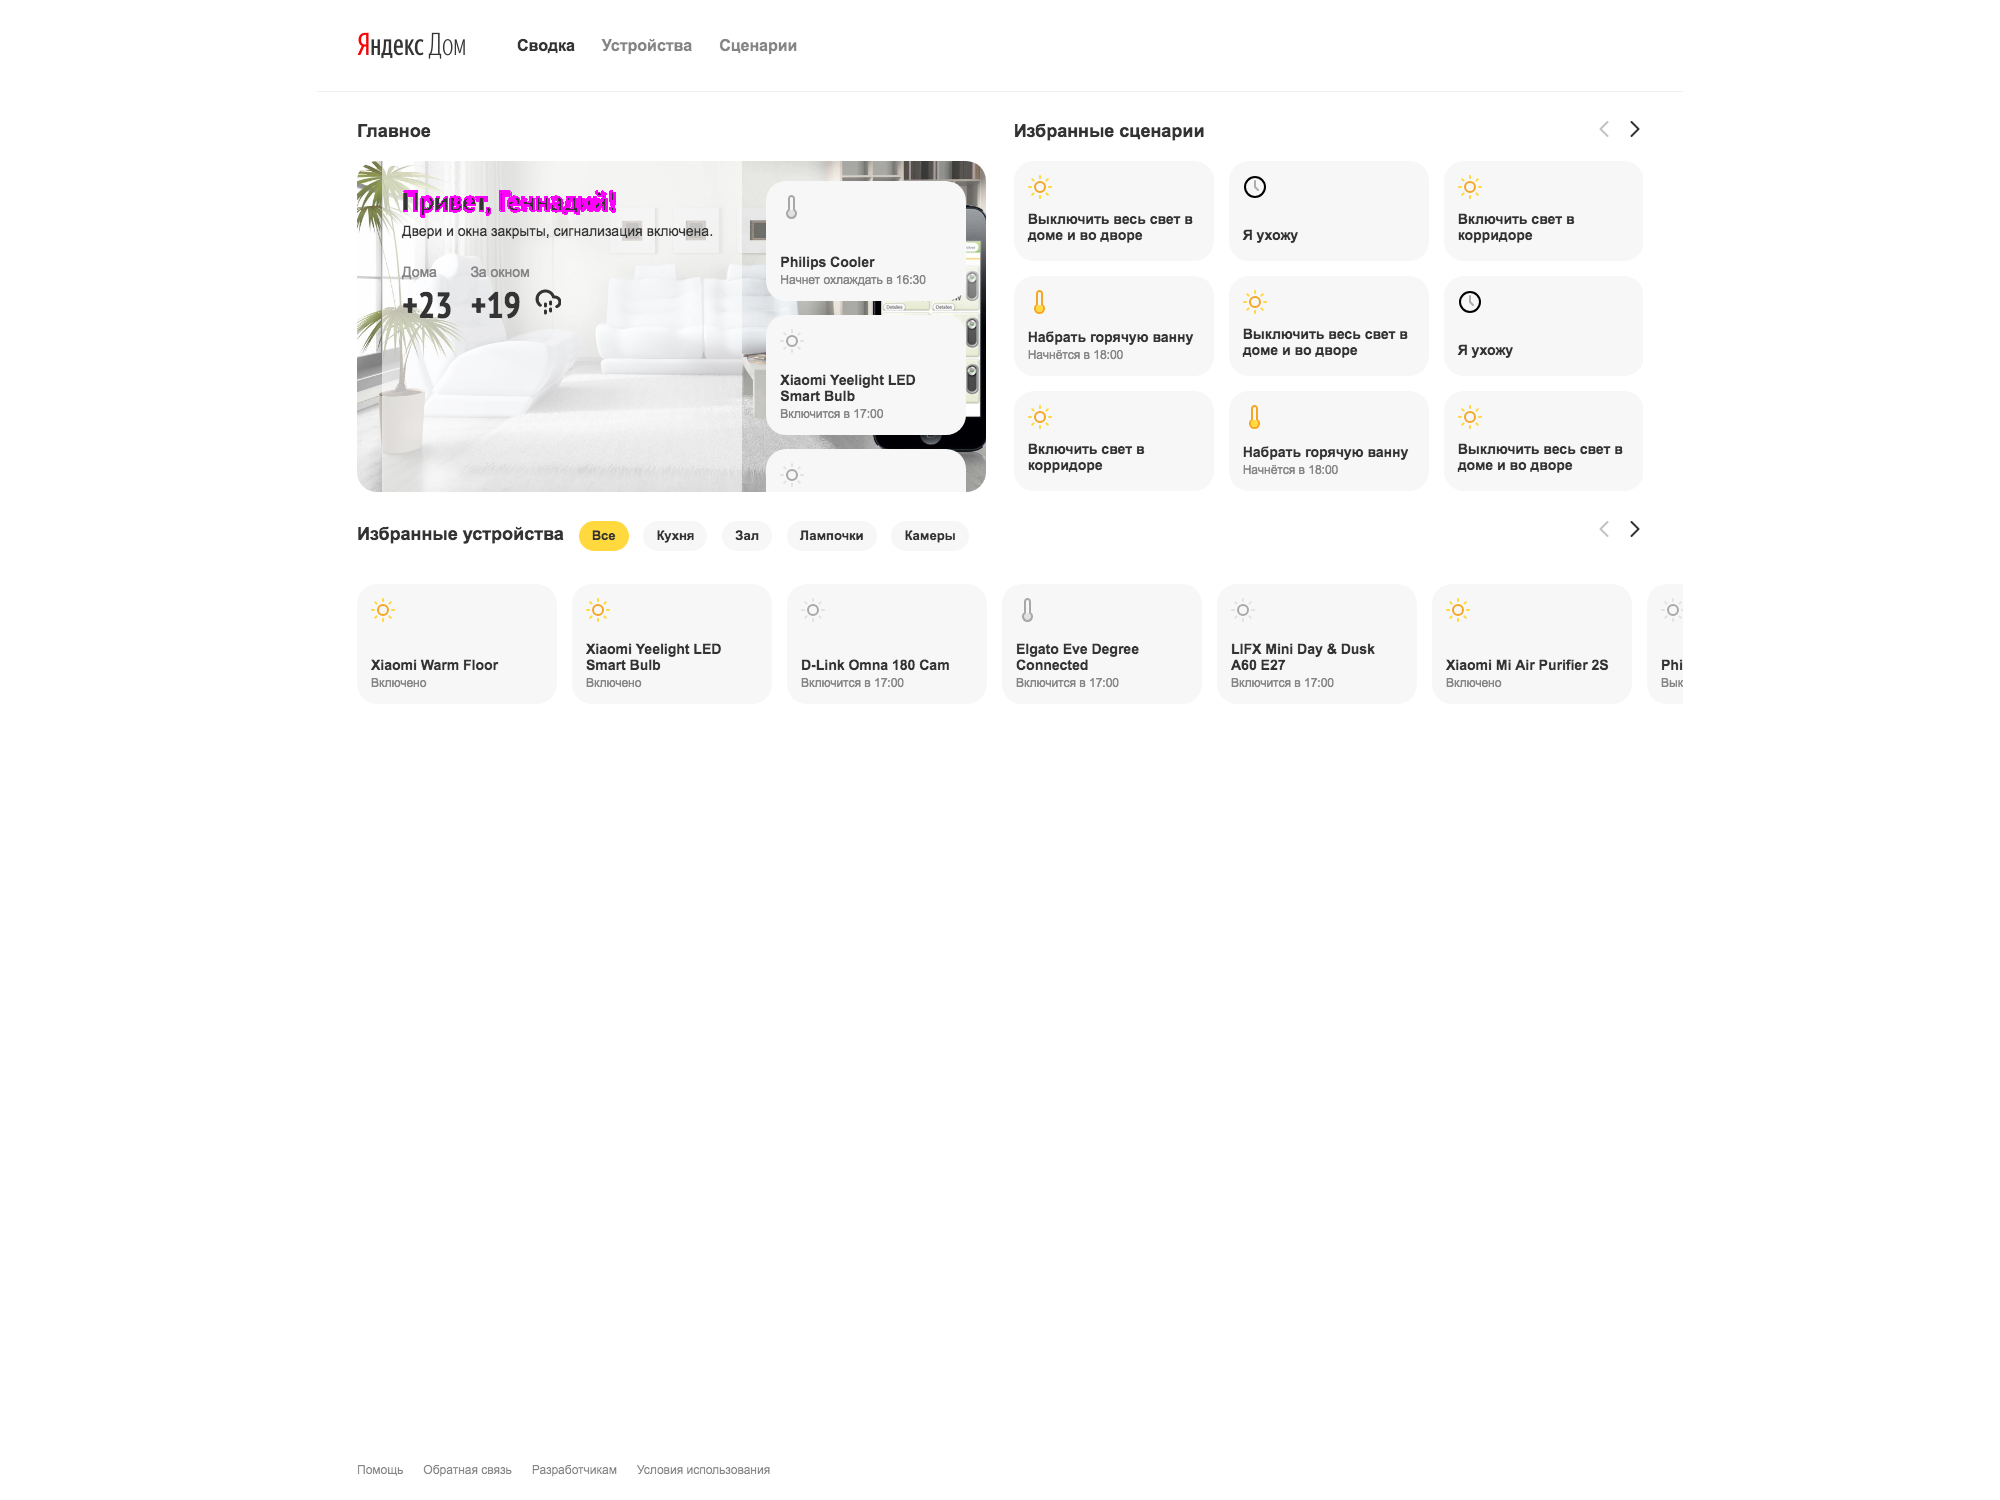 Яндекс Дом
Сводка
Устройства
Сценарии
Главное
Привет, Геннадий!
Двери и окна закрыты, сигнализация включена.
Дома
За окном
+23
+19
Philips Cooler
Начнет охлаждать в 16:30
Xiaomi Yeelight LED
Smart Bulb
Включится в 17:00
Detalles
Detalles
Избранные сценарии
Выключить весь свет в
доме и во дворе
Я ухожу
Включить свет в
корридоре
Набрать горячую ванну
Начнётся в 18:00
Выключить весь свет в
доме и во дворе
Я ухожу
Включить свет в
корридоре
Набрать горячую ванну
Начнётся в 18:00
Выключить весь свет в
доме и во дворе
Избранные устройства
Все
Кухня
Зал
Лампочки
Камеры
Xiaomi Warm Floor
Включено
Xiaomi Yeelight LED
Smart Bulb
Включено
D-Link Omna 180 Cam
Включится в 17:00
Elgato Eve Degree
Connected
Включится в 17:00
LIFX Mini Day & Dusk
A60 E27
Включится в 17:00
Xiaomi Mi Air Purifier 2S
Включено
Phi
Вык
Помощь
Обратная связь
Разработчикам
Условия использования